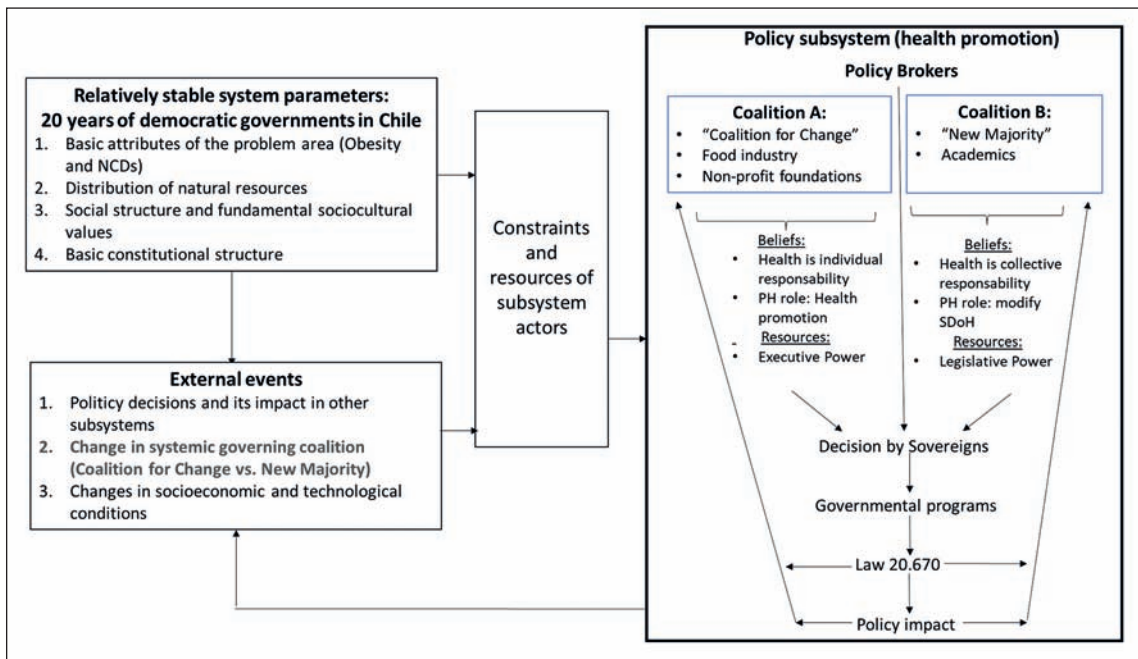 Relatively stable system parameters:
20 years of democratic governments in Chile
1. Basic attributes of the problem area (Obesity
and NCDs)
2. Distribution of natural resources
3. Social structure and fundamental sociocultural
values
4. Basic constitutional structure
External events
1. Politicy decisions and its impact in other
subsystems
2. Change in systemic governing coalition
(Coalition for Change vs. New Majority)
3. Changes in socioeconomic and technological
conditions
Constraints
and
resources of
subsystem
actors
Policy subsystem (health promotion)
Policy Brokers
Coalition A:
• “Coalition for Change”
• Food industry
• Non-profit foundations
Beliefs:
• Health is individual
responsability
• PH role: Health
promotion
Resources:
• Executive Power
Coalition B:
• “New Majority”
• Academics
Beliefs:
• Health is collective
responsability
• PH role: modify
SDoH
Resources:
• Legislative Power
Decision by Sovereigns
Governmental programs
Law 20.670
Policy impact